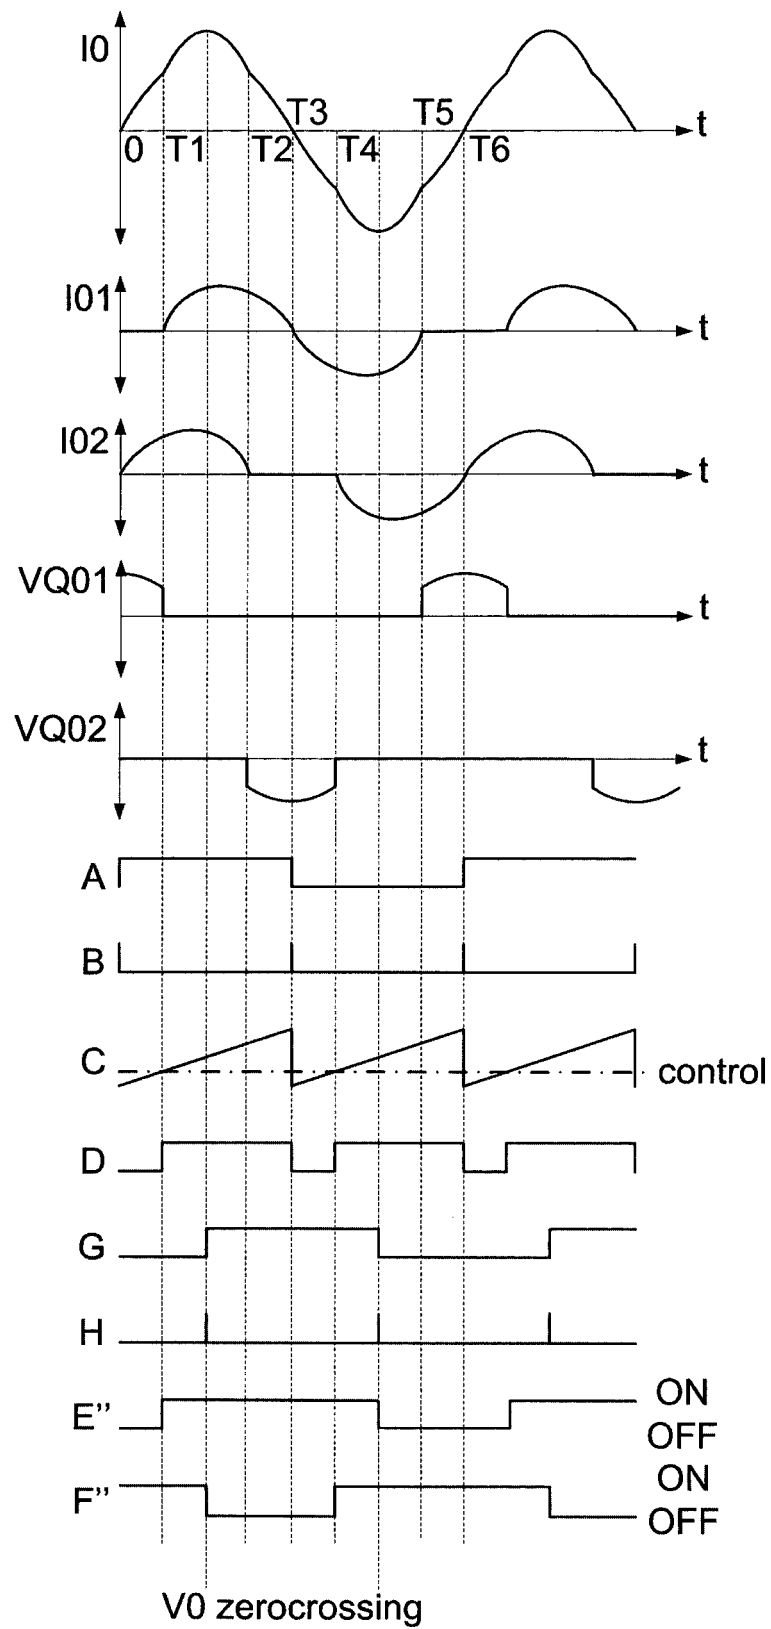 I0
T3
T5
t
0
T1
T2
T4
T6
I01
t
I02
t
VQ01
t
VQ02
t
A
B
C
control
D
G
H
E”
ON
OFF
F”
ON
OFF
V0 zerocrossing